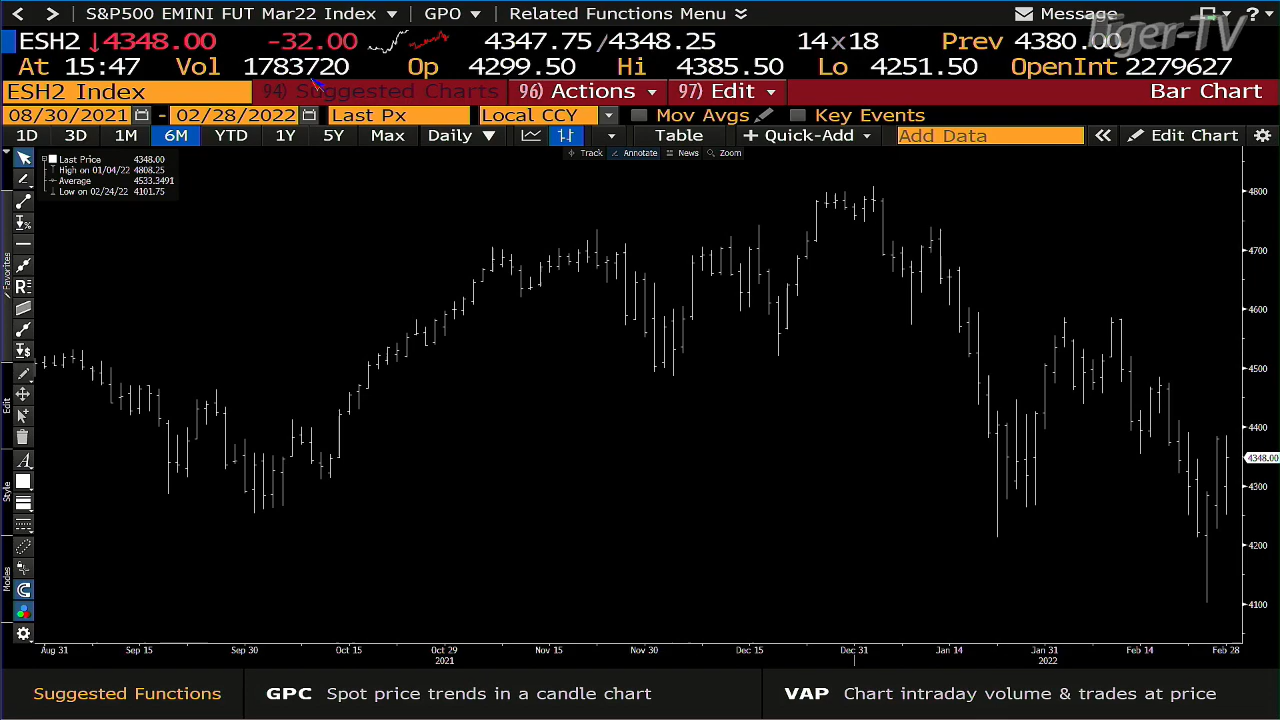 S&P500 EMINI FUT Mar22 Index GPO Related Functions Menu Message ?
ESH2 ↓4348.00 -32.00 4347.75/4348.25 14x18 Prev 4380.00
At 15:47 Vol 1783720 Op 4299.50 Hi 4385.50 Lo 4251.50 OpenInt 2279627
ESH2 Index 94) Suggested Charts 96) Actions 97) Edit Bar Chart
08/30/2021 - 02/28/2022 Last Px Local CCY Mov Avgs Key Events
1D 3D 1M 6M YTD 1Y 5Y Max Daily Table + Quick-Add Add Data Edit Chart
Track Annotate News Zoom
Last Price 4348.00
High on 01/04/22 4808.25
Average 4533.3491
Low on 02/24/22 4101.75
Favorites
Edit
Style
Modes
4800
4700
4600
4500
4400
4348.00
4300
4200
4100
Aug 31 Sep 15 Sep 30 Oct 15 Oct 29 Nov 15 Nov 30 Dec 15 Dec 31 Jan 14 Jan 31 Feb 14 Feb 28
2021 2022
Suggested Functions GPC Spot price trends in a candle chart VAP Chart intraday volume & trades at price